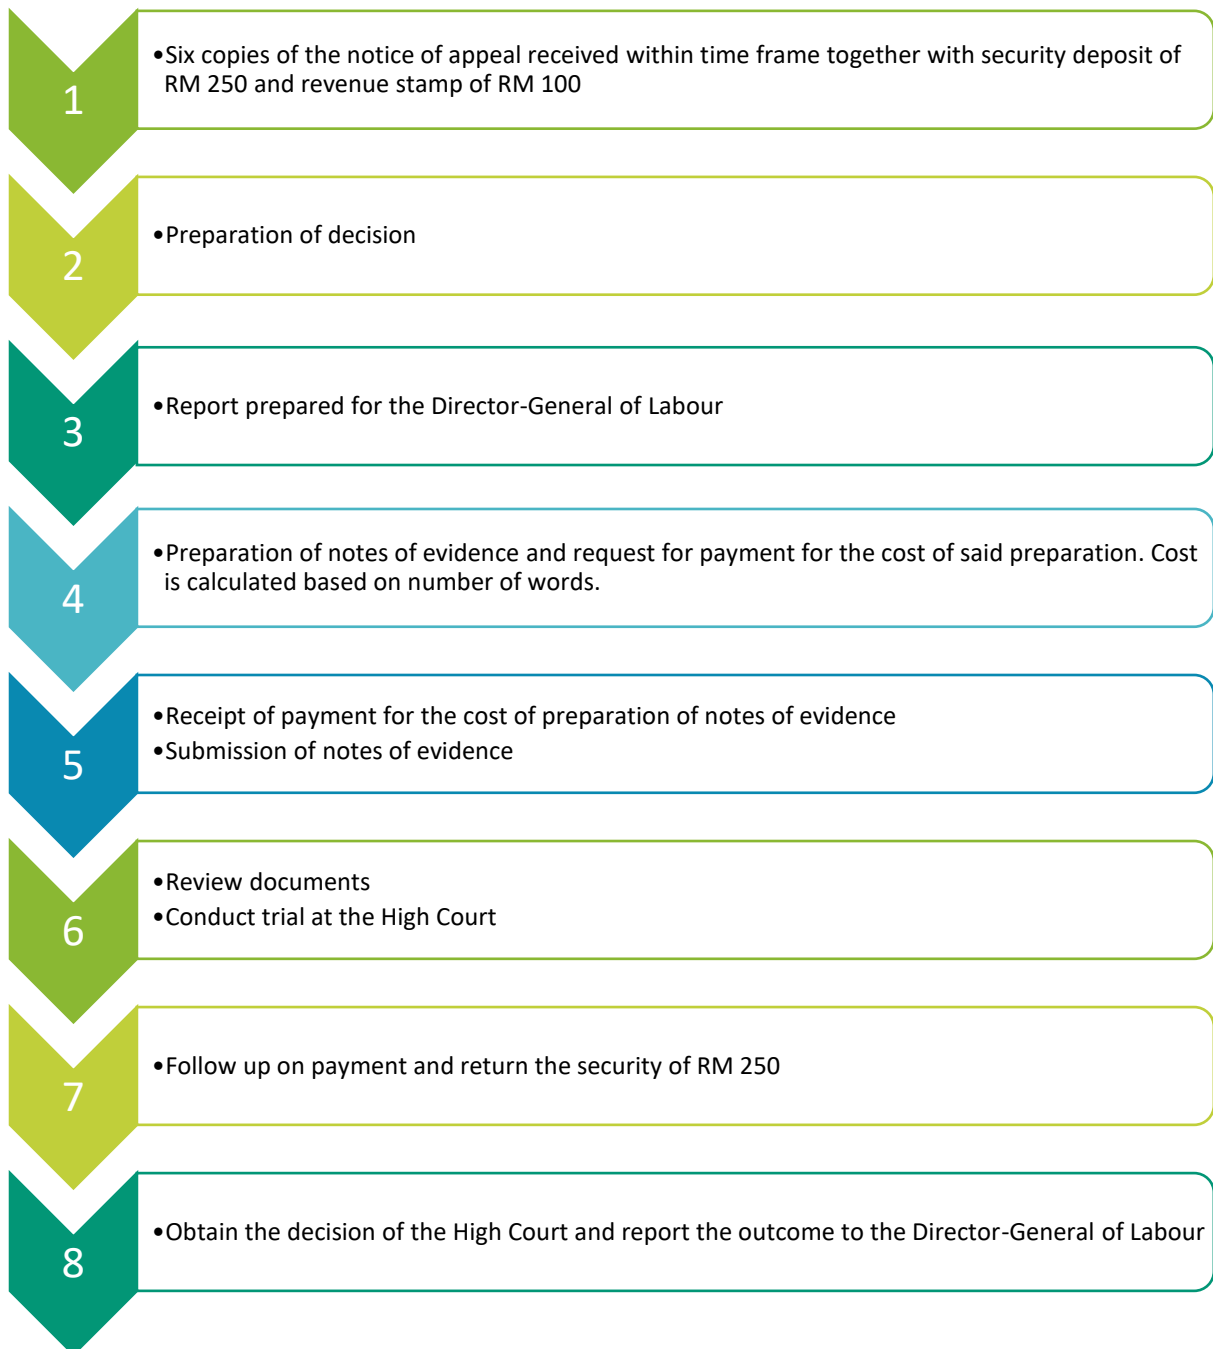 1
•Six copies of the notice of appeal received within time frame together with security deposit of
RM 250 and revenue stamp of RM 100
2
•Preparation of decision
3
•Report prepared for the Director-General of Labour
4
•Preparation of notes of evidence and request for payment for the cost of said preparation. Cost
is calculated based on number of words.
5
•Receipt of payment for the cost of preparation of notes of evidence
•Submission of notes of evidence
6
•Review documents
•Conduct trial at the High Court
7
•Follow up on payment and return the security of RM 250
8
•Obtain the decision of the High Court and report the outcome to the Director-General of Labour